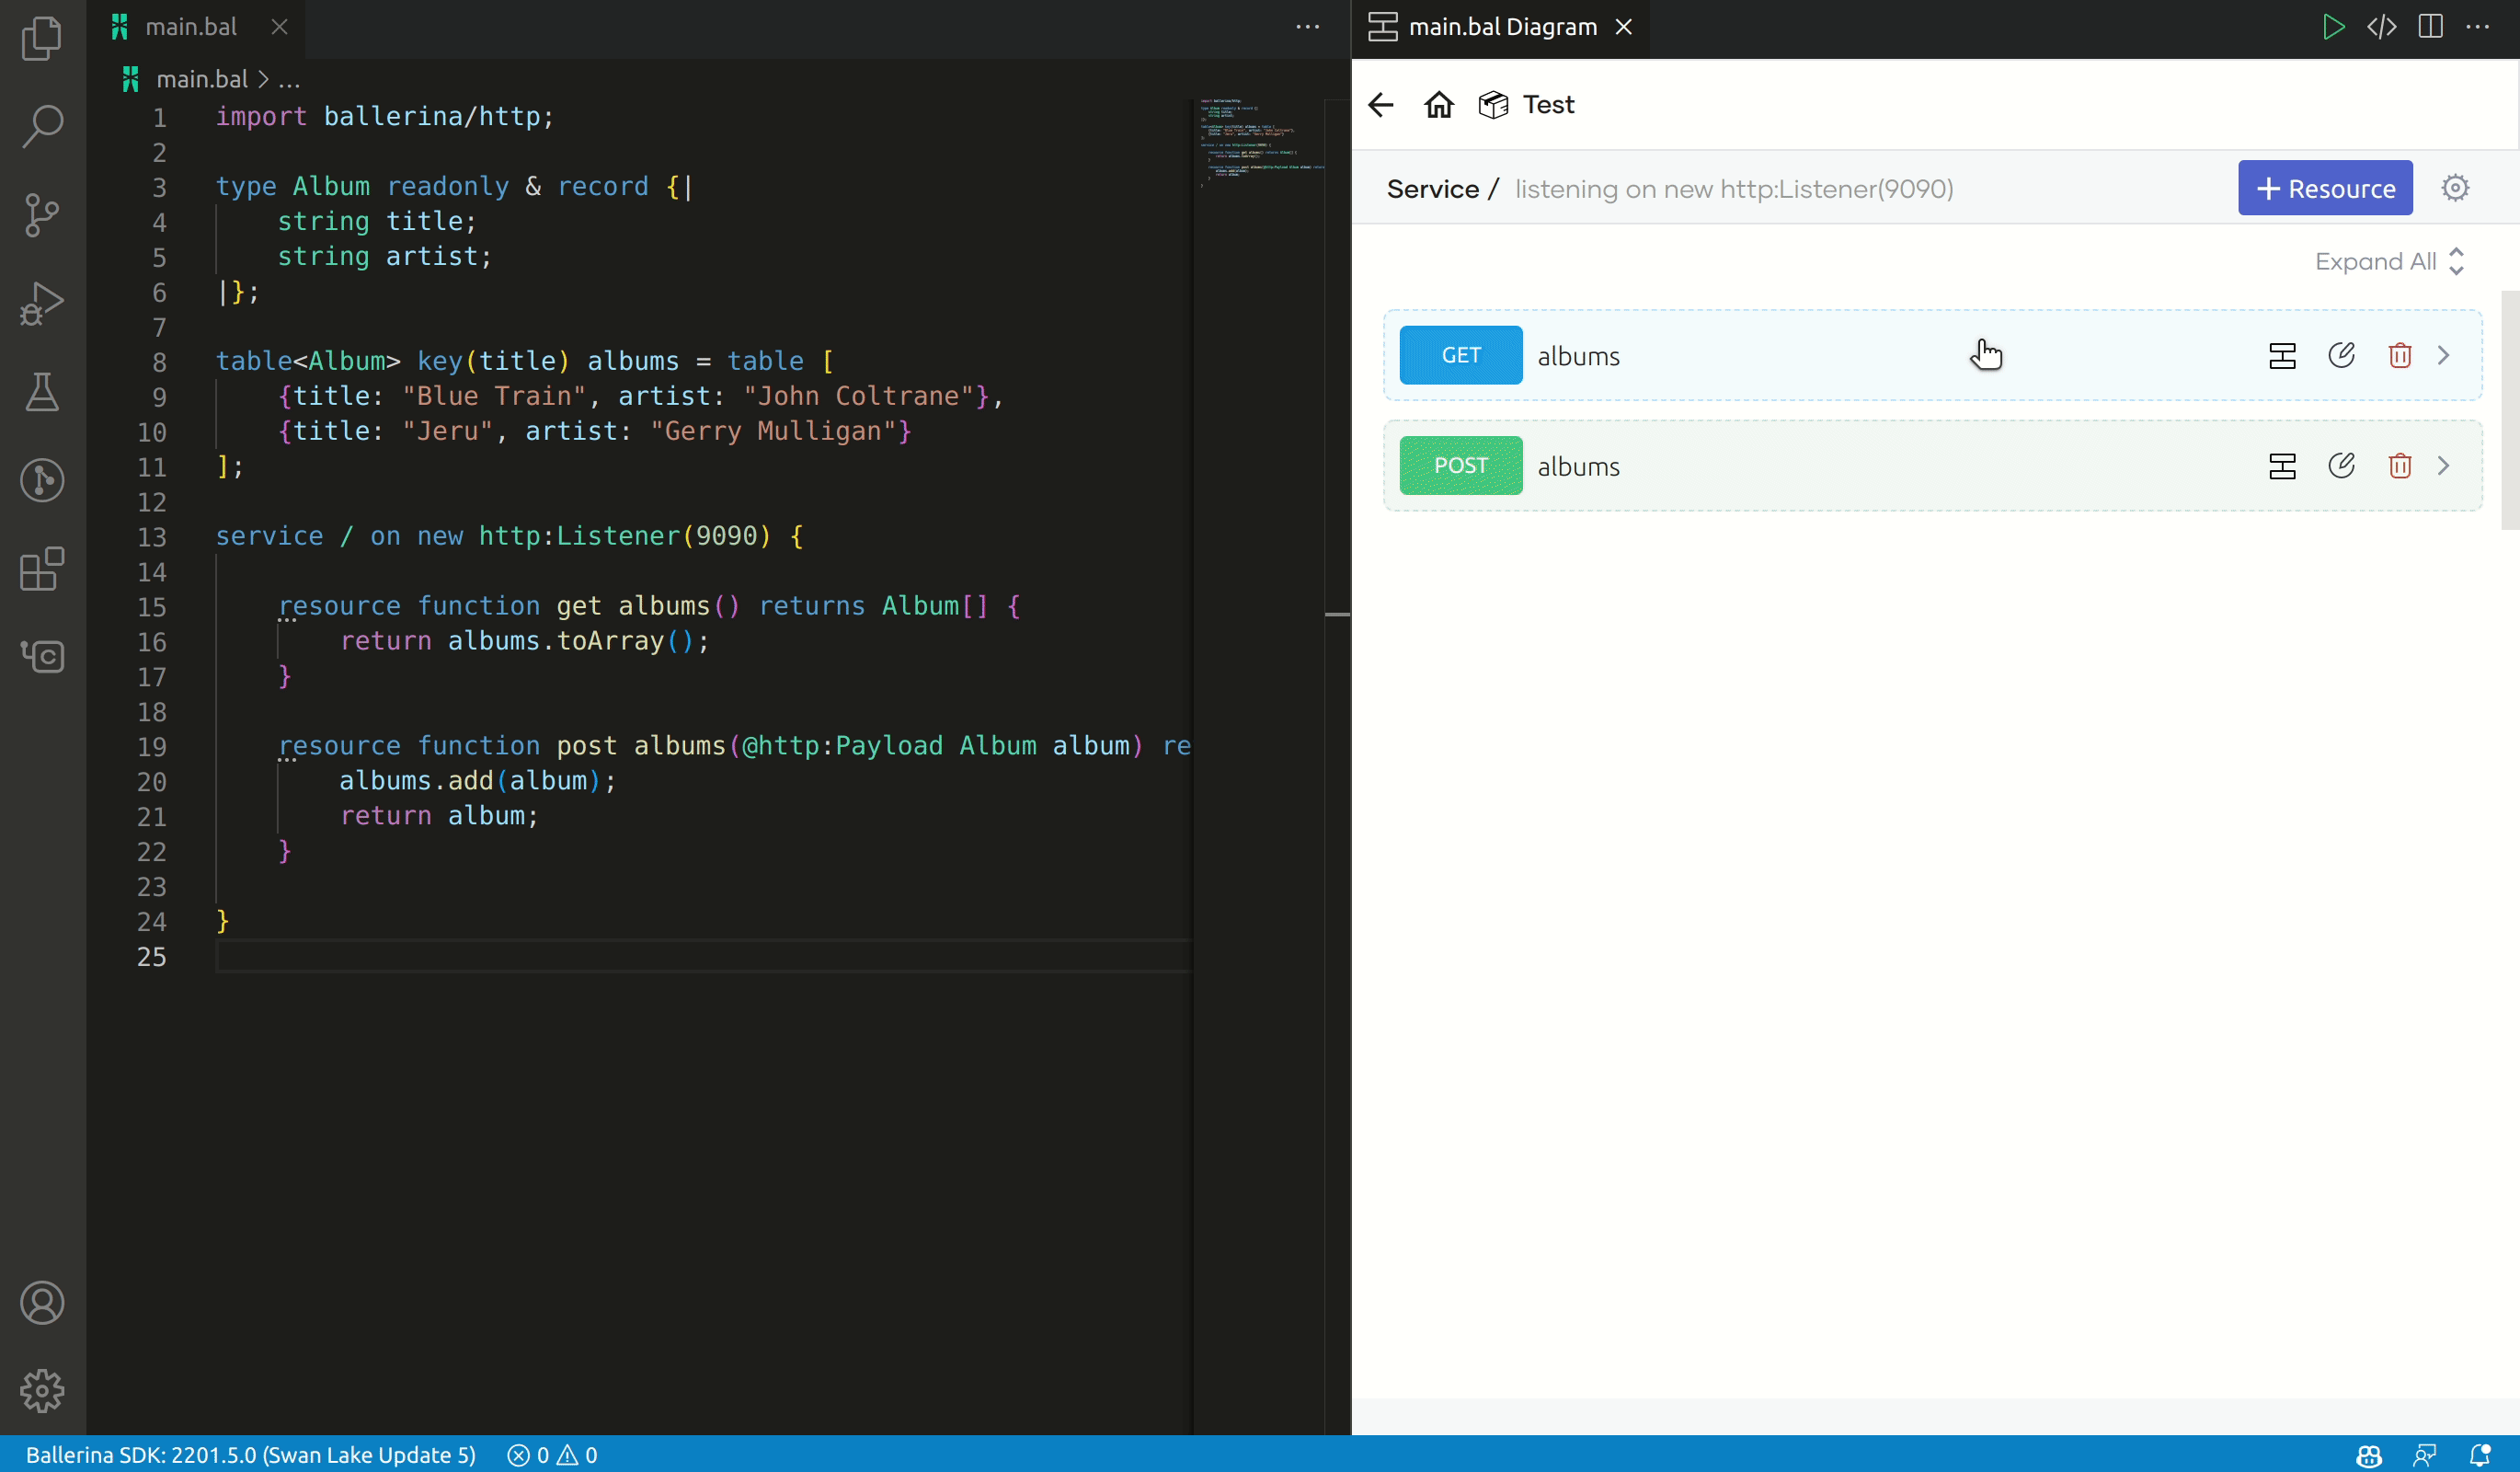 main.bal
main.bal > ...
1 import ballerina/http;
2
3 type Album readonly & record {|
4 string title;
5 string artist;
6 |};
7
8 table<Album> key(title) albums = table [
9 {title: "Blue Train", artist: "John Coltrane"},
10 {title: "Jeru", artist: "Gerry Mulligan"}
11 ];
12
13 service / on new http:Listener(9090) {
14
15 resource function get albums() returns Album[] {
16 return albums.toArray();
17 }
18
19 resource function post albums(@http:Payload Album album) re
20 albums.add(album);
21 return album;
22 }
23
24 }
25
main.bal Diagram
Test
Service / listening on new http:Listener(9090)
+ Resource
Expand All
GET albums
POST albums
Ballerina SDK: 2201.5.0 (Swan Lake Update 5) 0 0